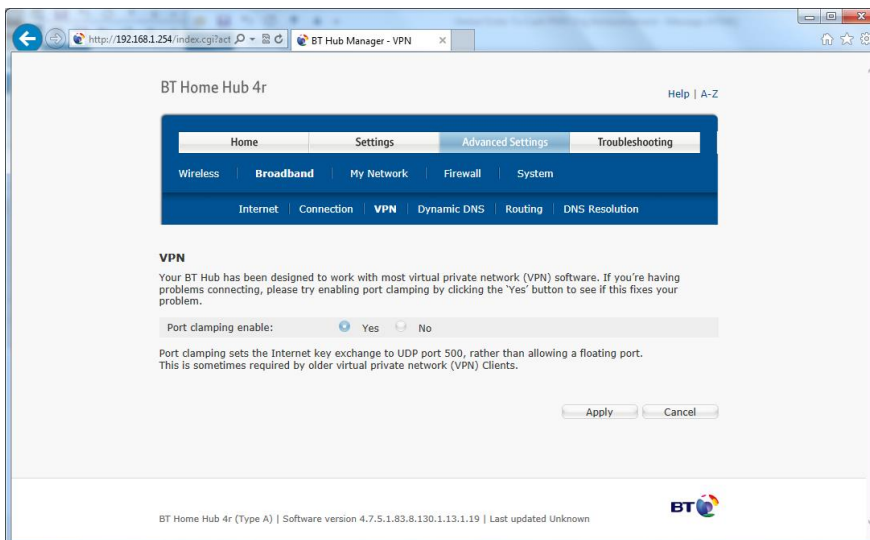 http://192.168.1.254/index.cgi?act
BT Hub Manager - VPN
BT Home Hub 4r
Help | A-Z
Home Settings Advanced Settings Troubleshooting
Wireless | Broadband | My Network | Firewall | System
Internet | Connection | VPN | Dynamic DNS | Routing | DNS Resolution
VPN
Your BT Hub has been designed to work with most virtual private network (VPN) software. If you're having
problems connecting, please try enabling port clamping by clicking the 'Yes' button to see if this fixes your
problem.
Port clamping enable: Yes No
Port clamping sets the Internet key exchange to UDP port 500, rather than allowing a floating port.
This is sometimes required by older virtual private network (VPN) Clients.
Apply Cancel
BT
BT Home Hub 4r (Type A) | Software version 4.7.5.1.83.8.130.1.13.1.19 | Last updated Unknown